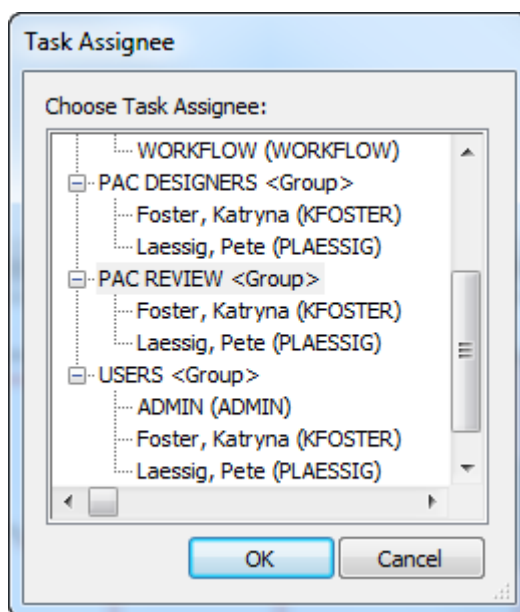 Task Assignee
Choose Task Assignee:
WORKFLOW (WORKFLOW)
PAC DESIGNERS <Group>
Foster, Katryna (KFOSTER)
Laessig, Pete (PLAESSIG)
PAC REVIEW <Group>
Foster, Katryna (KFOSTER)
Laessig, Pete (PLAESSIG)
USERS <Group>
ADMIN (ADMIN)
Foster, Katryna (KFOSTER)
Laessig, Pete (PLAESSIG)
OK Cancel